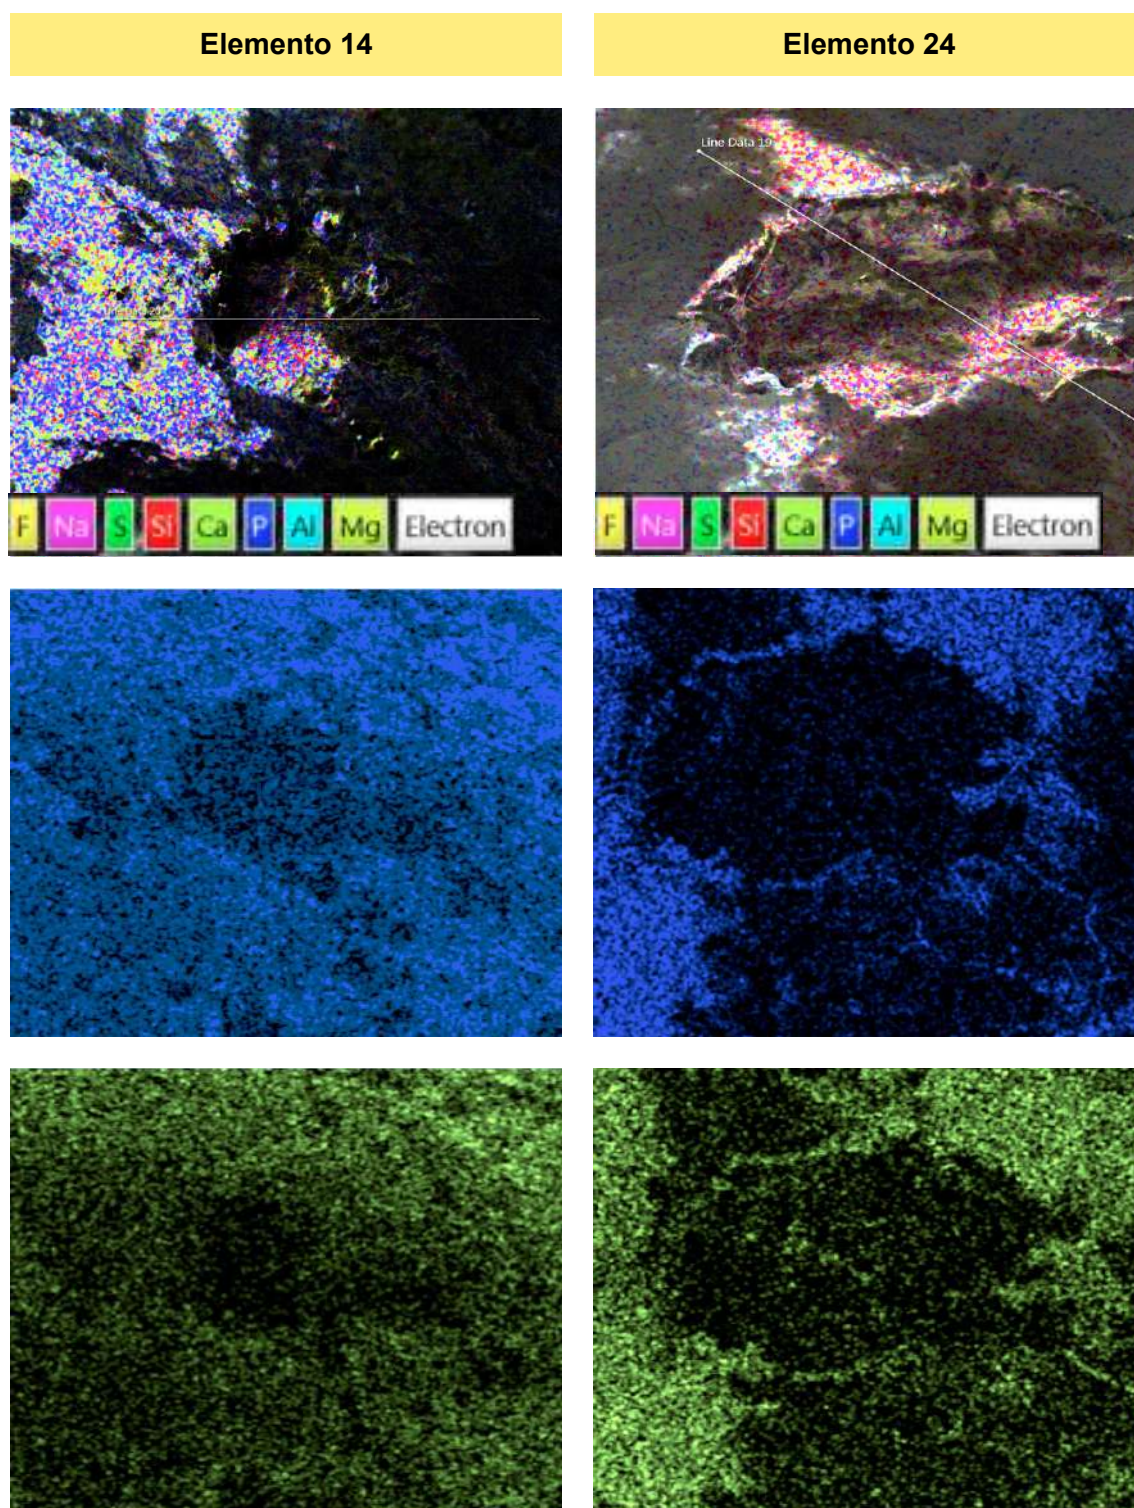 Elemento 14
Elemento 24
Line Data 19
F Na S Si Ca P Al Mg Electron
F Na S Si Ca P Al Mg Electron